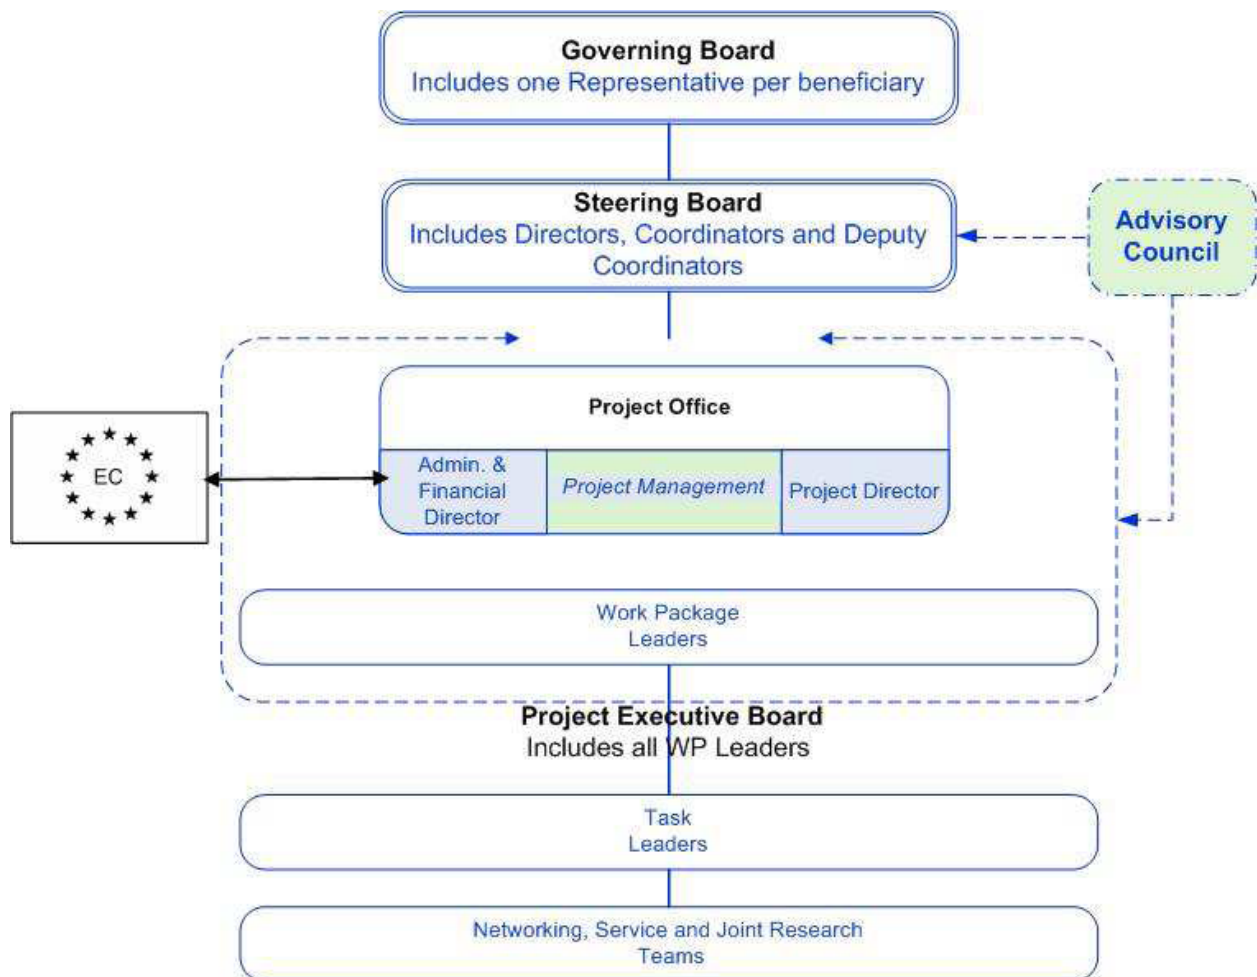 Governing Board
Includes one Representative per beneficiary
Steering Board
Includes Directors, Coordinators and Deputy
Coordinators
Advisory
Council
EC
Project Office
Admin. &
Financial
Director
Project Management
Project Director
Work Package
Leaders
Project Executive Board
Includes all WP Leaders
Task
Leaders
Networking, Service and Joint Research
Teams